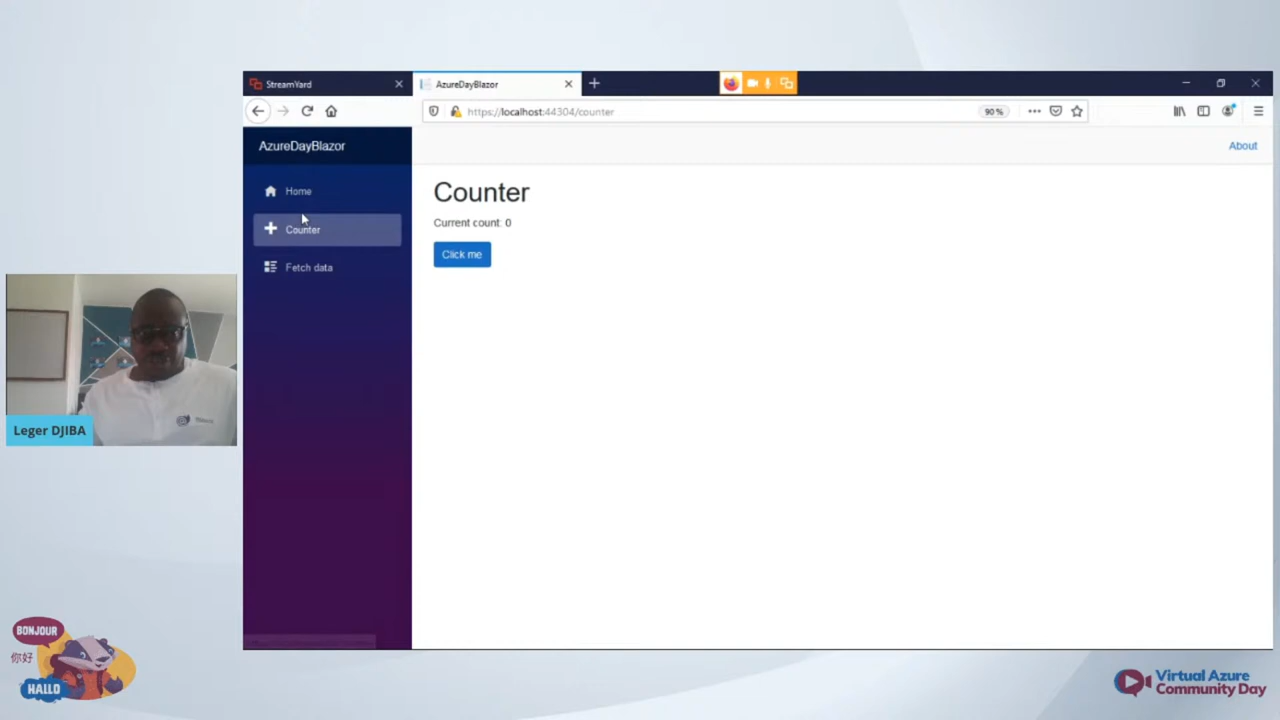 StreamYard
AzureDayBlazor
https://localhost:44304/counter
90%
AzureDayBlazor
About
Home
Counter
Fetch data
Counter
Current count: 0
Click me
Leger DJIBA
BONJOUR
你好
HALLO
Virtual Azure
Community Day